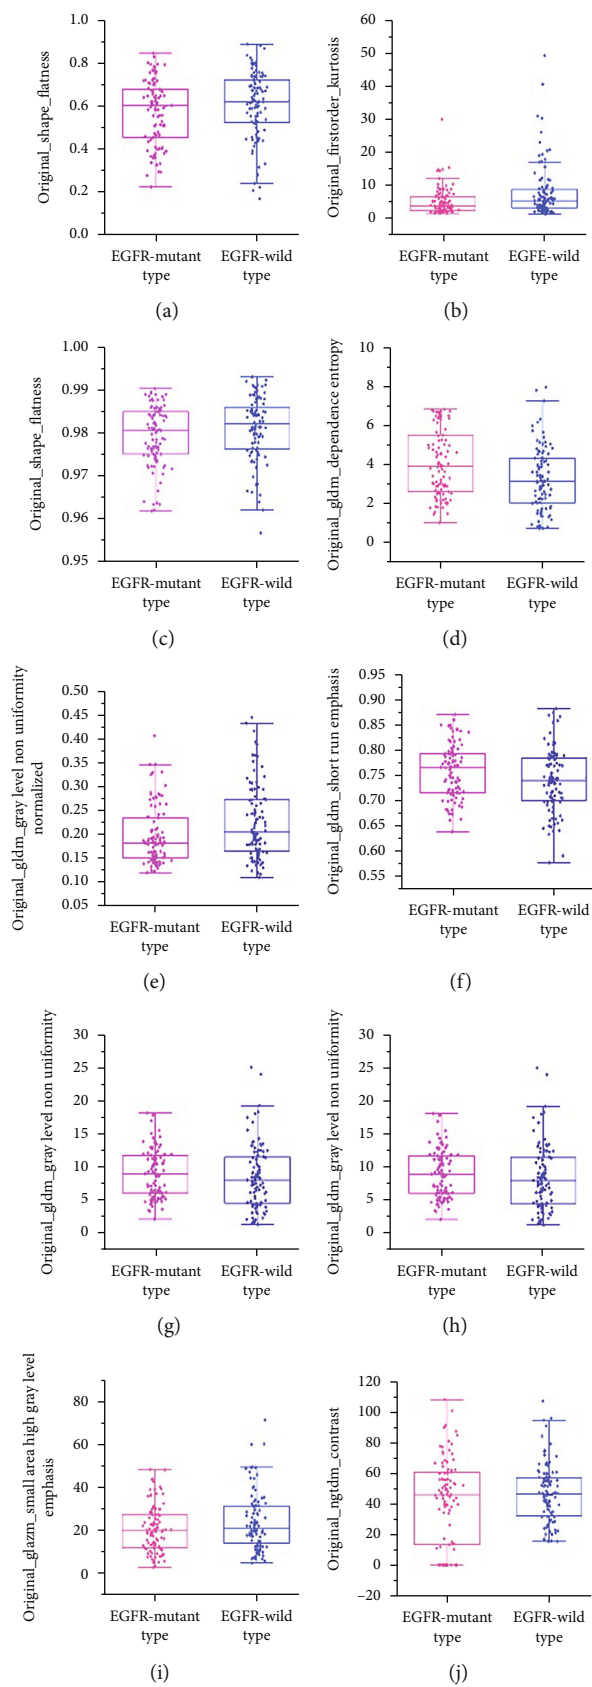 Original_shape_flatness
1.0
0.8
0.6
0.4
0.2
0.0
EGFR-mutant
type
EGFR-wild
type
(a)
Original_firstorder_kurtosis
60
50
40
30
20
10
0
EGFR-mutant
type
EGFE-wild
type
(b)
Original_shape_flatness
1.00
0.99
0.98
0.97
0.96
0.95
EGFR-mutant
type
EGFR-wild
type
(c)
Original_gldm_dependence entropy
10
8
6
4
2
0
EGFR-mutant
type
EGFR-wild
type
(d)
Original_gldm_gray level non uniformity
normalized
0.50
0.45
0.40
0.35
0.30
0.25
0.20
0.15
0.10
0.05
EGFR-mutant
type
EGFR-wild
type
(e)
Original_gldm_short run emphasis
0.95
0.90
0.85
0.80
0.75
0.70
0.65
0.60
0.55
EGFR-mutant
type
EGFR-wild
type
(f)
Original_gldm_gray level non uniformity
30
25
20
15
10
5
0
EGFR-mutant
type
EGFR-wild
type
(g)
Original_gldm_gray level non uniformity
30
25
20
15
10
5
0
EGFR-mutant
type
EGFR-wild
type
(h)
Original_glazm_small area high gray level
emphasis
80
60
40
20
0
EGFR-mutant
type
EGFR-wild
type
(i)
Original_ngtdm_contrast
120
100
80
60
40
20
0
–20
EGFR-mutant
type
EGFR-wild
type
(j)